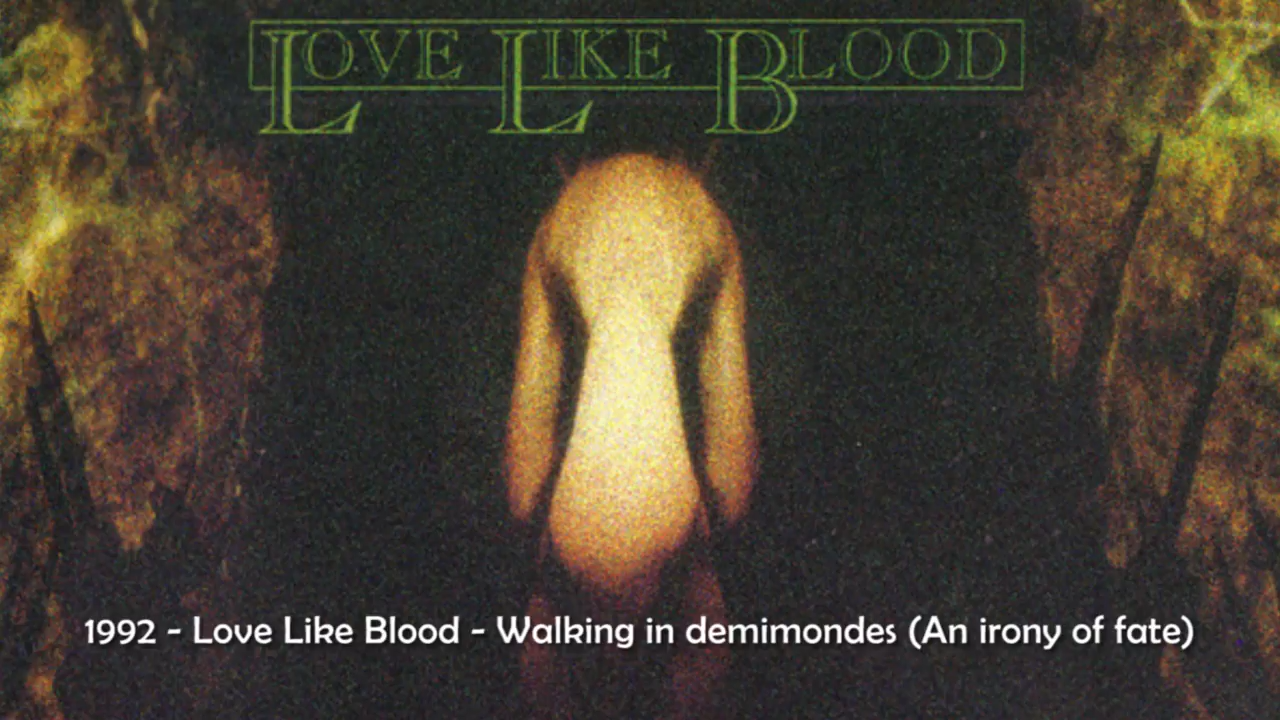 LOVE LIKE BLOOD
1992 - Love Like Blood - Walking in demimondes (An irony of fate)